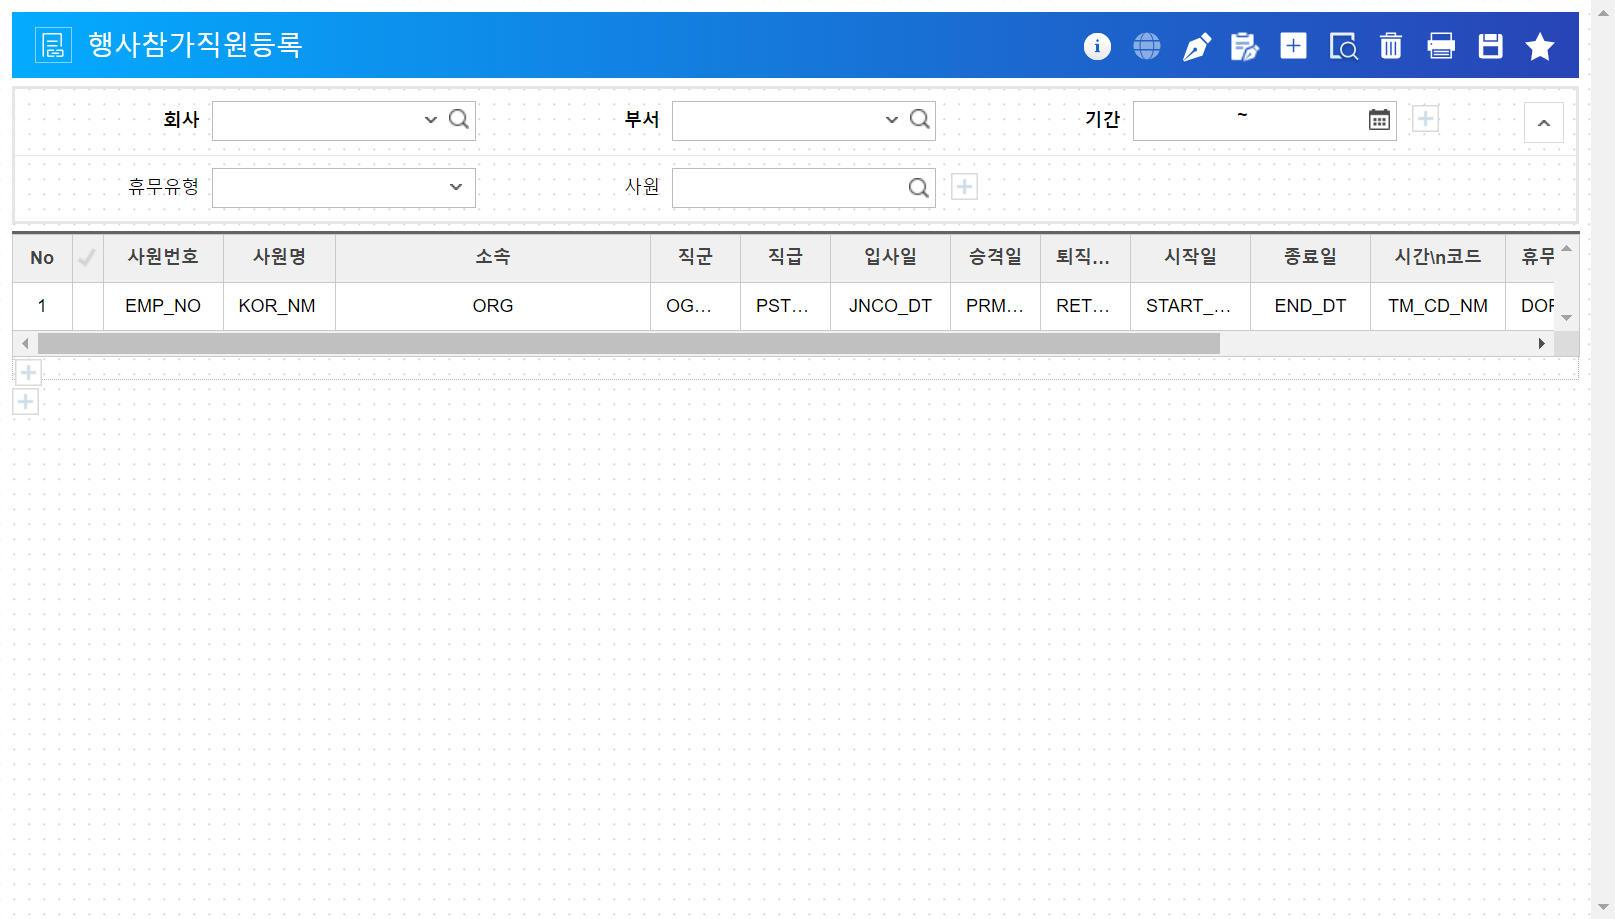 행사참가직원등록
회사 부서 기간 ~
휴무유형 사원
No 사원번호 사원명 소속 직군 직급 입사일 승격일 퇴직... 시작일 종료일 시간\n코드 휴무
1 EMP_NO KOR_NM ORG OG... PST... JNCO_DT PRM... RET... START_... END_DT TM_CD_NM